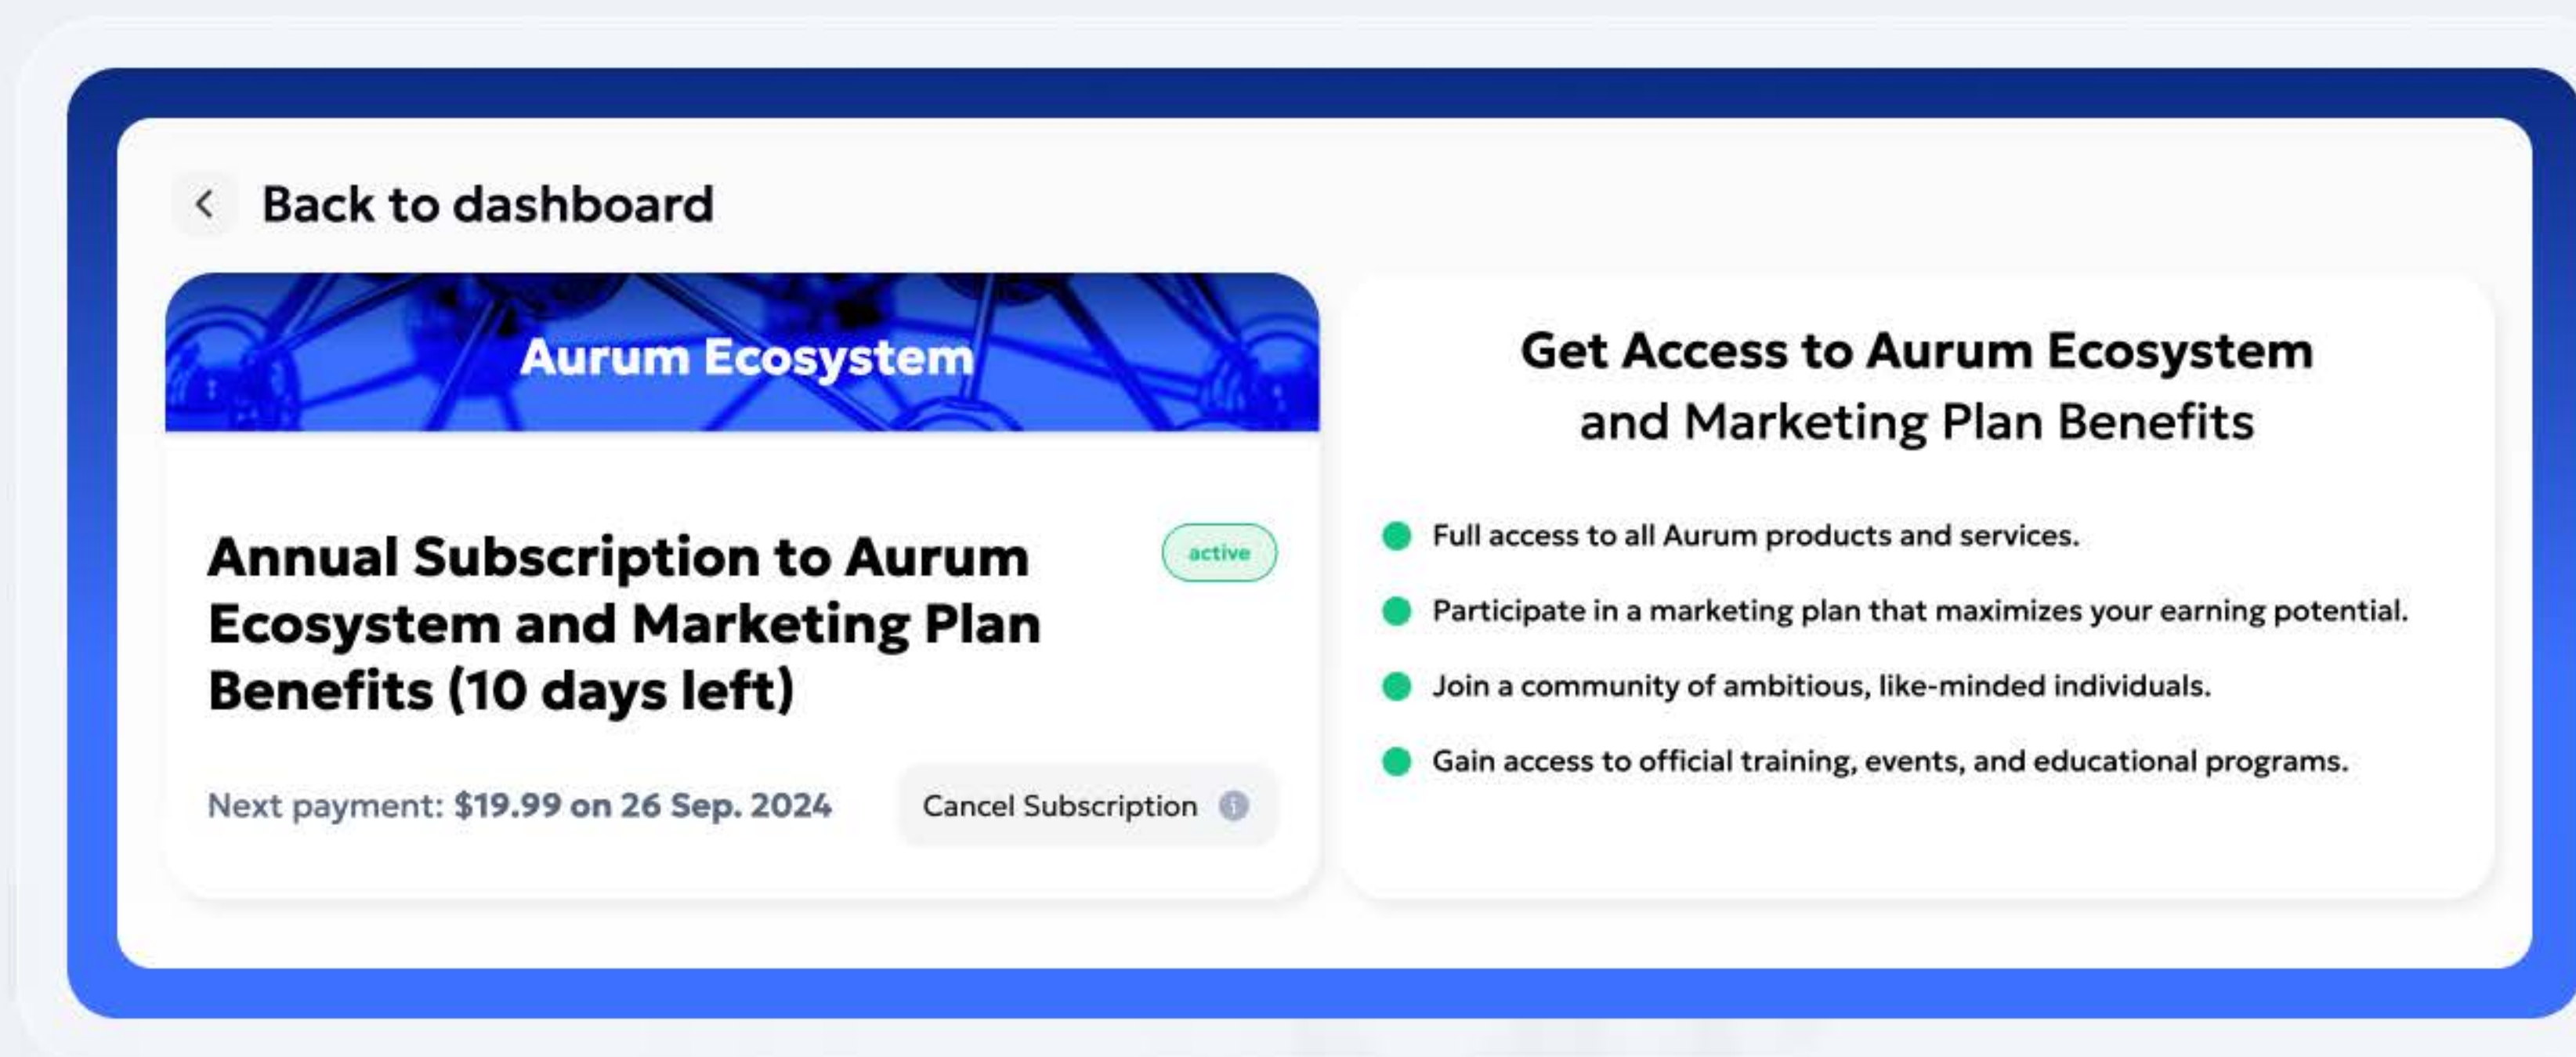 Back to dashboard
Aurum Ecosystem
Annual Subscription to Aurum
Ecosystem and Marketing Plan
Benefits (10 days left)
active
Next payment: $19.99 on 26 Sep. 2024
Cancel Subscription
Get Access to Aurum Ecosystem
and Marketing Plan Benefits
Full access to all Aurum products and services.
Participate in a marketing plan that maximizes your earning potential.
Join a community of ambitious, like-minded individuals.
Gain access to official training, events, and educational programs.